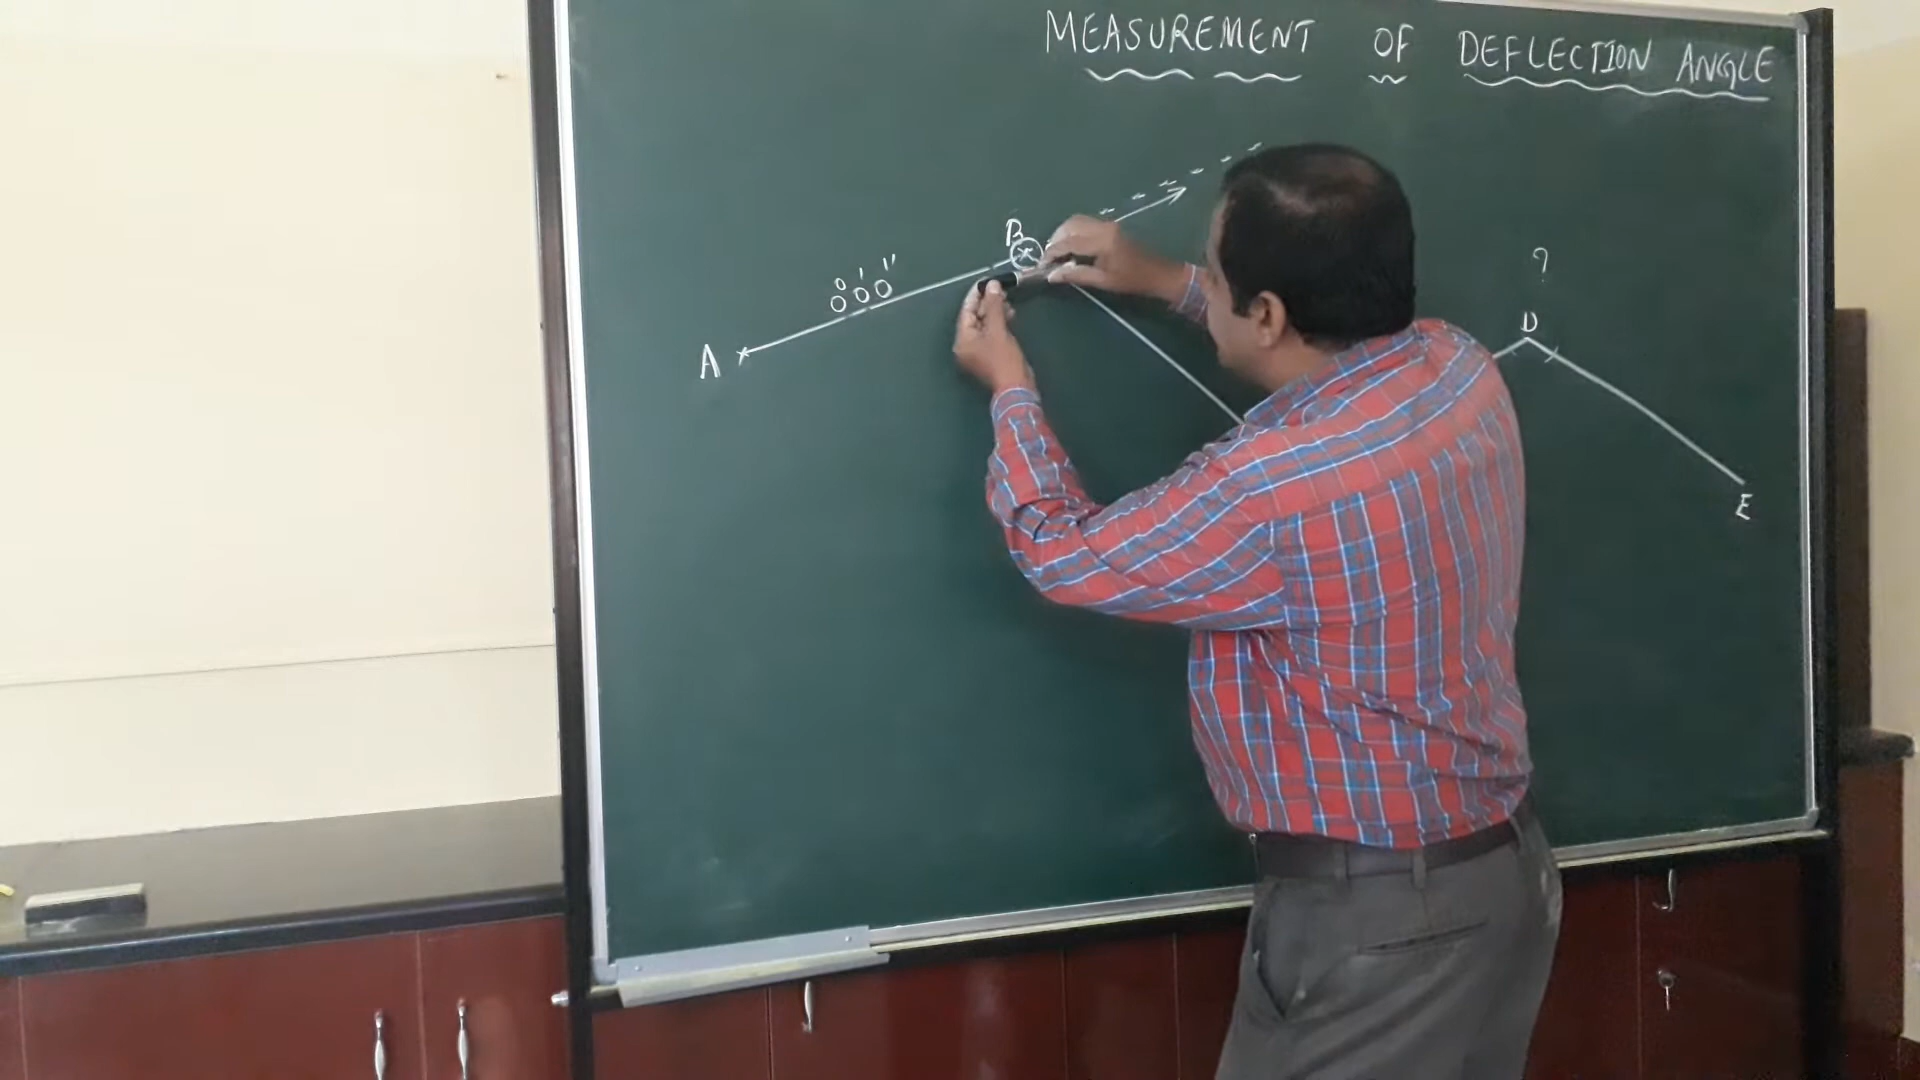 MEASUREMENT OF DEFLECTION ANGLE
B
0° 0' 0"
?
A
D
E